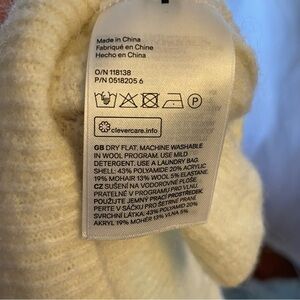 Made in China
Fabriqué en Chine
Hecho en China
O/N 118138
P/N 0518205 6
P
clevercare.info
GB DRY FLAT. MACHINE WASHABLE
IN WOOL PROGRAM. USE MILD
DETERGENT. USE A LAUNDRY BAG.
SHELL: 43% POLYAMIDE 20% ACRYLIC
19% MOHAIR 13% WOOL 5% ELASTANE.
CZ SUŠENÍ NA VODOROVNÉ PLOŠE.
PRATELNÉ V PROGRAMU PRO VLNU
POUŽIJTE JEMNÝ PRACÍ PROSTŘEDEK.
PERTE V SÁČKU PRO ŠETRNÉ PRANÍ.
SVRCHNÍ LÁTKA: 43% POLYAMID 20%
AKRYL 19% MOHÉR 13% VLNA 5%